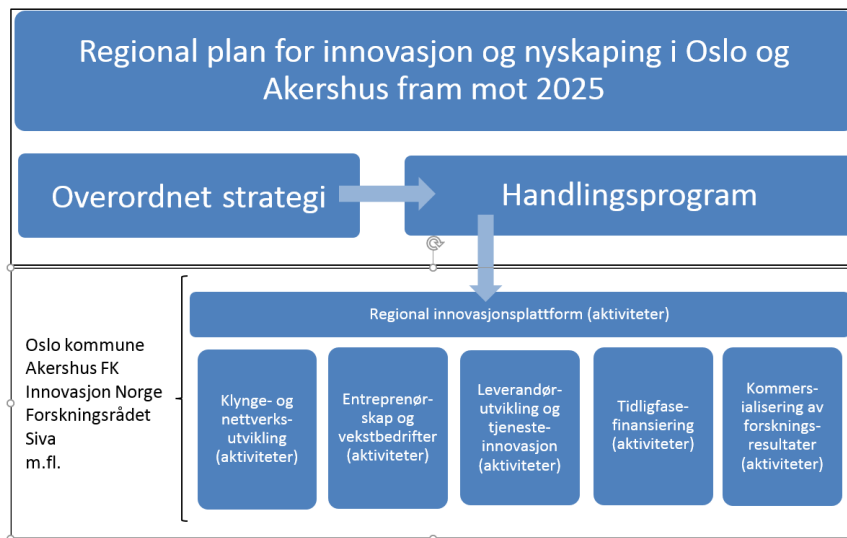 Regional plan for innovasjon og nyskaping i Oslo og
Akershus fram mot 2025
Overordnet strategi
Handlingsprogram
Regional innovasjonsplattform (aktiviteter)
Oslo kommune
Akershus FK
Innovasjon Norge
Forskningsrådet
Siva
m.fl.
Klynge- og
nettverks-
utvikling
(aktiviteter)
Entreprenør-
skap og
vekstbedrifter
(aktiviteter)
Leverandør-
utvikling og
tjeneste-
innovasjon
(aktiviteter)
Tidligfase-
finansiering
(aktiviteter)
Kommers-
ialisering av
forsknings-
resultater
(aktiviteter)